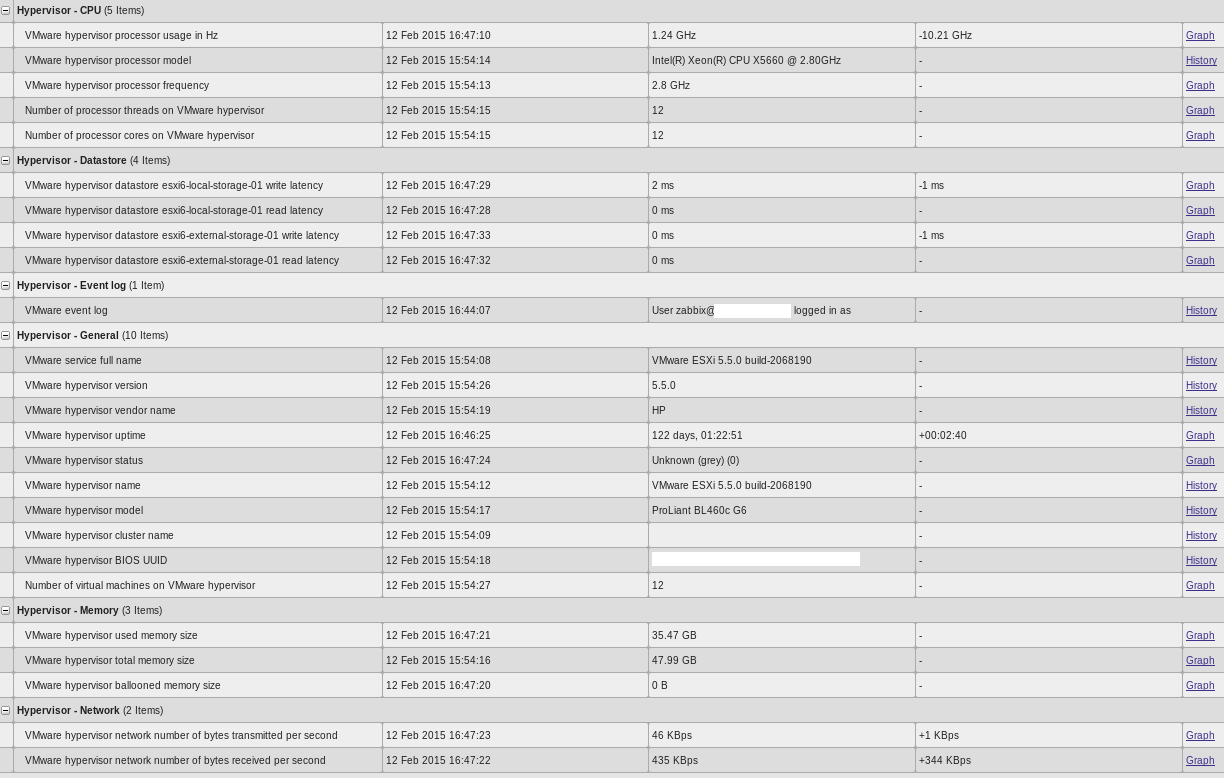 Hypervisor - CPU (5 Items)
VMware hypervisor processor usage in Hz 12 Feb 2015 16:47:10 1.24 GHz -10.21 GHz Graph
VMware hypervisor processor model 12 Feb 2015 15:54:14 Intel(R) Xeon(R) CPU X5660 @ 2.80GHz - History
VMware hypervisor processor frequency 12 Feb 2015 15:54:13 2.8 GHz - Graph
Number of processor threads on VMware hypervisor 12 Feb 2015 15:54:15 12 - Graph
Number of processor cores on VMware hypervisor 12 Feb 2015 15:54:15 12 - Graph
Hypervisor - Datastore (4 Items)
VMware hypervisor datastore esxi6-local-storage-01 write latency 12 Feb 2015 16:47:29 2 ms -1 ms Graph
VMware hypervisor datastore esxi6-local-storage-01 read latency 12 Feb 2015 16:47:28 0 ms - Graph
VMware hypervisor datastore esxi6-external-storage-01 write latency 12 Feb 2015 16:47:33 0 ms -1 ms Graph
VMware hypervisor datastore esxi6-external-storage-01 read latency 12 Feb 2015 16:47:32 0 ms - Graph
Hypervisor - Event log (1 Item)
VMware event log 12 Feb 2015 16:44:07 User zabbix@ logged in as - History
Hypervisor - General (10 Items)
VMware service full name 12 Feb 2015 15:54:08 VMware ESXi 5.5.0 build-2068190 - History
VMware hypervisor version 12 Feb 2015 15:54:26 5.5.0 - History
VMware hypervisor vendor name 12 Feb 2015 15:54:19 HP - History
VMware hypervisor uptime 12 Feb 2015 16:46:25 122 days, 01:22:51 +00:02:40 Graph
VMware hypervisor status 12 Feb 2015 16:47:24 Unknown (grey) (0) - Graph
VMware hypervisor name 12 Feb 2015 15:54:12 VMware ESXi 5.5.0 build-2068190 - History
VMware hypervisor model 12 Feb 2015 15:54:17 ProLiant BL460c G6 - History
VMware hypervisor cluster name 12 Feb 2015 15:54:09 - History
VMware hypervisor BIOS UUID 12 Feb 2015 15:54:18 - History
Number of virtual machines on VMware hypervisor 12 Feb 2015 15:54:27 12 - Graph
Hypervisor - Memory (3 Items)
VMware hypervisor used memory size 12 Feb 2015 16:47:21 35.47 GB - Graph
VMware hypervisor total memory size 12 Feb 2015 15:54:16 47.99 GB - Graph
VMware hypervisor ballooned memory size 12 Feb 2015 16:47:20 0 B - Graph
Hypervisor - Network (2 Items)
VMware hypervisor network number of bytes transmitted per second 12 Feb 2015 16:47:23 46 KBps +1 KBps Graph
VMware hypervisor network number of bytes received per second 12 Feb 2015 16:47:22 435 KBps +344 KBps Graph